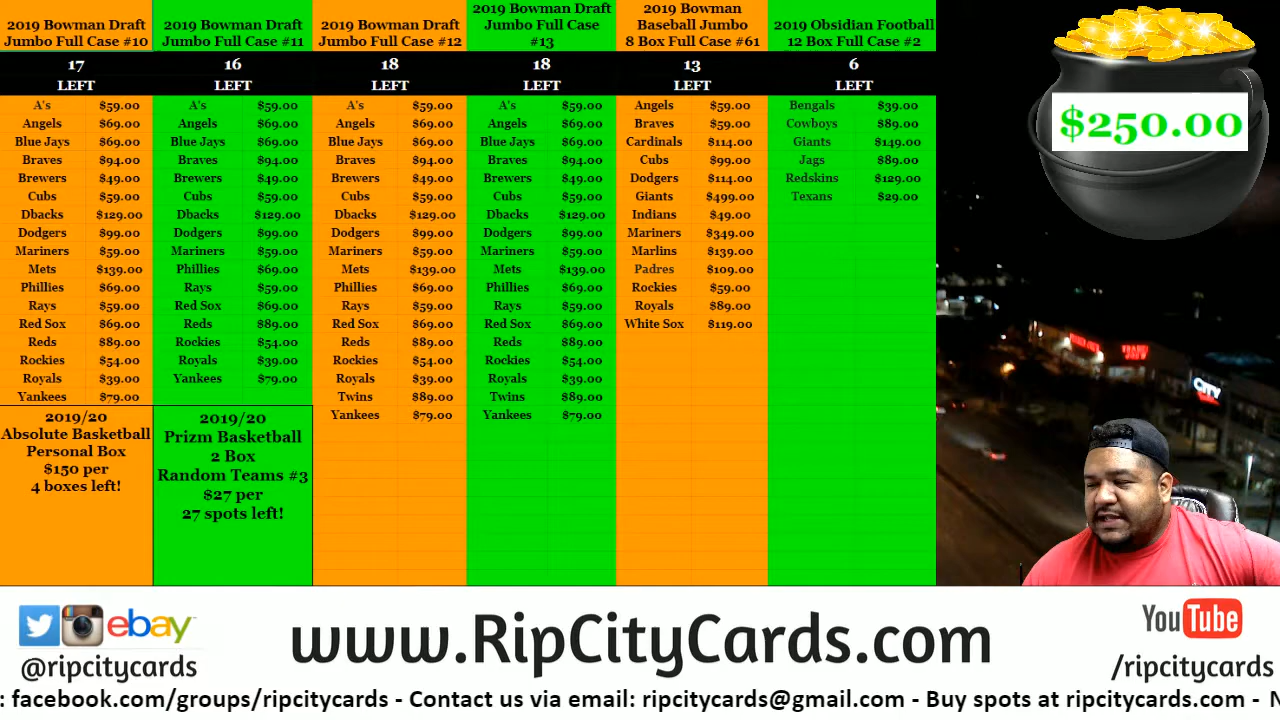 2019 Bowman Draft
Jumbo Full Case #10
17
LEFT
A's $59.00
Angels $69.00
Blue Jays $69.00
Braves $94.00
Brewers $49.00
Cubs $59.00
Dbacks $129.00
Dodgers $99.00
Mariners $59.00
Mets $139.00
Phillies $69.00
Rays $59.00
Red Sox $69.00
Reds $89.00
Rockies $54.00
Royals $39.00
Yankees $79.00
2019/20
Absolute Basketball
Personal Box
$150 per
4 boxes left!
2019 Bowman Draft
Jumbo Full Case #11
16
LEFT
A's $59.00
Angels $69.00
Blue Jays $69.00
Braves $94.00
Brewers $49.00
Cubs $59.00
Dbacks $129.00
Dodgers $99.00
Mariners $59.00
Phillies $69.00
Rays $59.00
Red Sox $69.00
Reds $89.00
Rockies $54.00
Royals $39.00
Yankees $79.00
2019/20
Prizm Basketball
2 Box
Random Teams #3
$27 per
27 spots left!
2019 Bowman Draft
Jumbo Full Case #12
18
LEFT
A's $59.00
Angels $69.00
Blue Jays $69.00
Braves $94.00
Brewers $49.00
Cubs $59.00
Dbacks $129.00
Dodgers $99.00
Mariners $59.00
Mets $139.00
Phillies $69.00
Rays $59.00
Red Sox $69.00
Reds $89.00
Rockies $54.00
Royals $39.00
Twins $89.00
Yankees $79.00
2019 Bowman Draft
Jumbo Full Case
#13
18
LEFT
A's $59.00
Angels $69.00
Blue Jays $69.00
Braves $94.00
Brewers $49.00
Cubs $59.00
Dbacks $129.00
Dodgers $99.00
Mariners $59.00
Mets $139.00
Phillies $69.00
Rays $59.00
Red Sox $69.00
Reds $89.00
Rockies $54.00
Royals $39.00
Twins $89.00
Yankees $79.00
2019 Bowman
Baseball Jumbo
8 Box Full Case #61
13
LEFT
Angels $59.00
Braves $59.00
Cardinals $114.00
Cubs $99.00
Dodgers $114.00
Giants $499.00
Indians $49.00
Mariners $349.00
Marlins $139.00
Padres $109.00
Rockies $59.00
Royals $89.00
White Sox $119.00
2019 Obsidian Football
12 Box Full Case #2
6
LEFT
Bengals $39.00
Cowboys $89.00
Giants $149.00
Jags $89.00
Redskins $129.00
Texans $29.00
$250.00
CITY
ebay
@ripcitycards
www.RipCityCards.com
YouTube
/ripcitycards
: facebook.com/groups/ripcitycards - Contact us via email: ripcitycards@gmail.com - Buy spots at ripcitycards.com - N